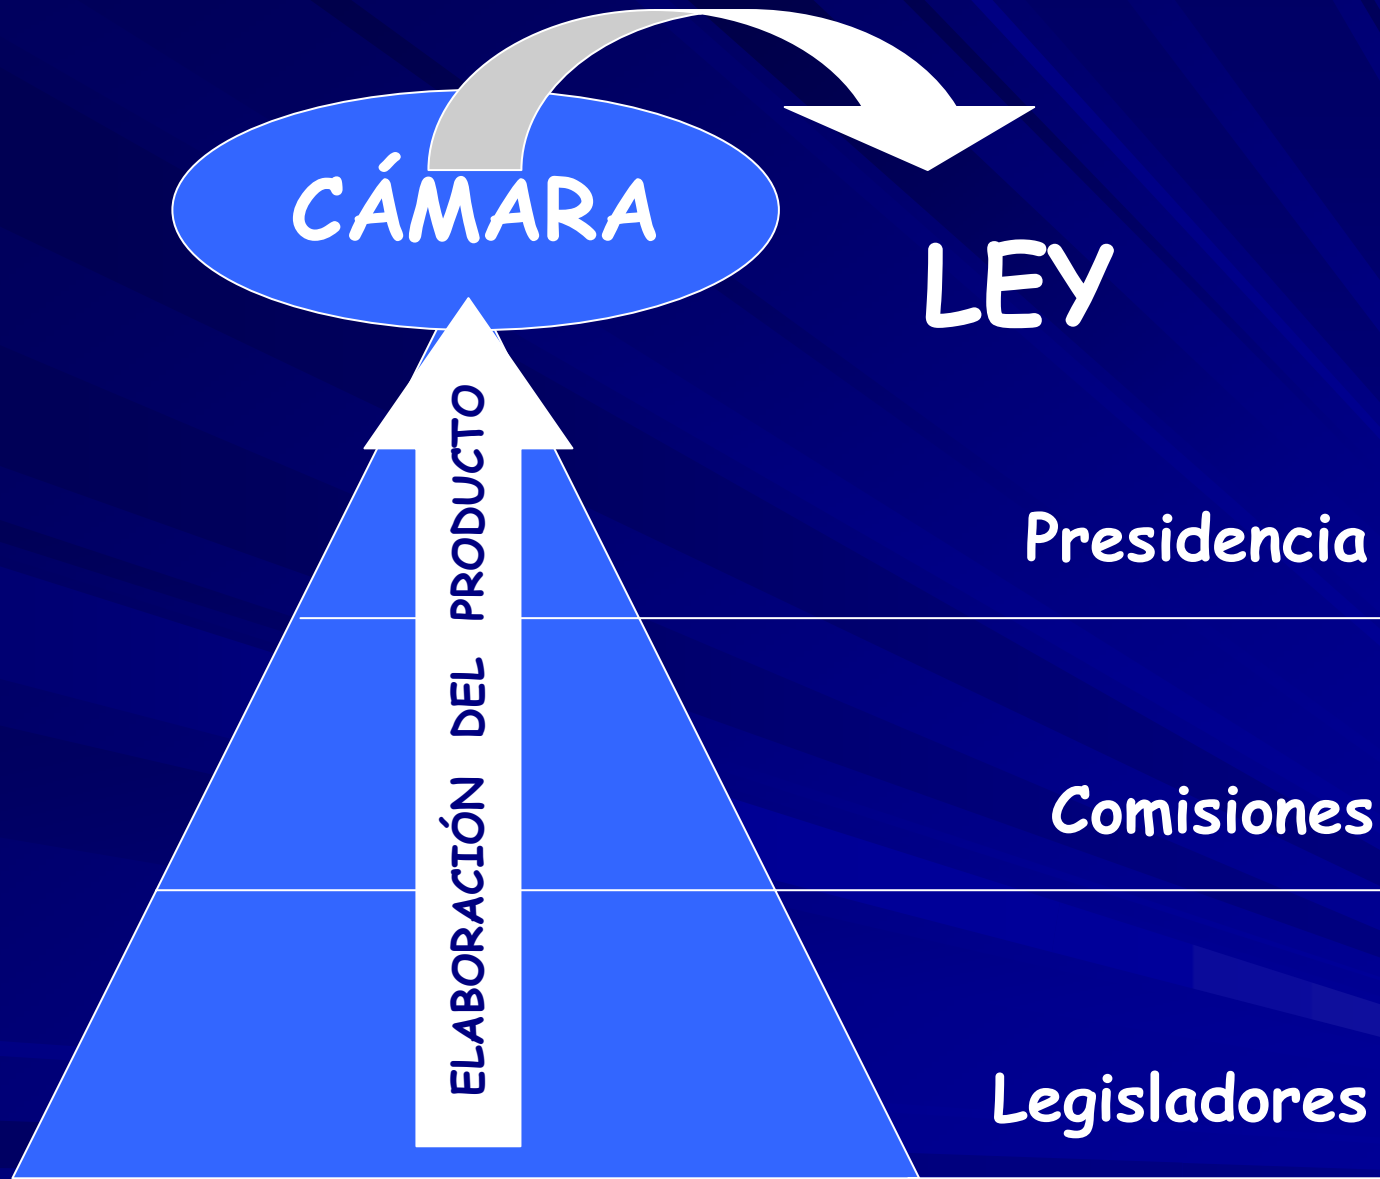 CÁMARA
LEY
ELABORACIÓN DEL PRODUCTO
Presidencia
Comisiones
Legisladores